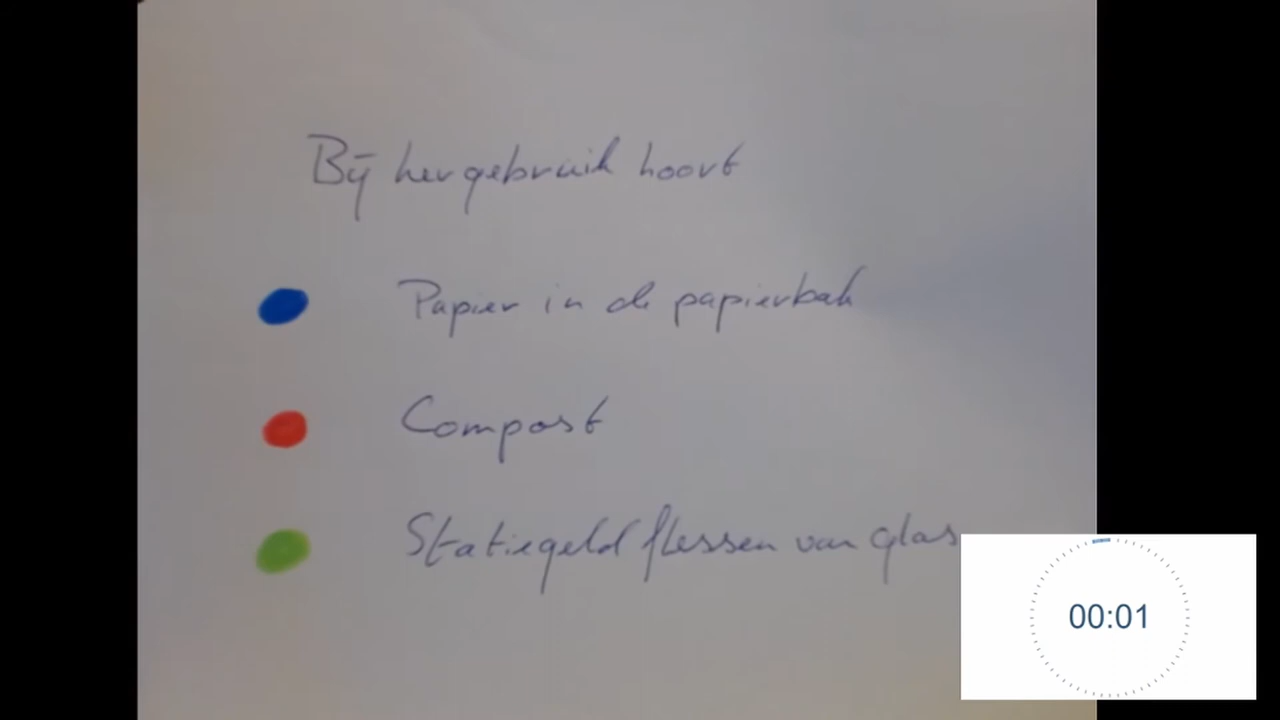 Bij hergebruik hoort
Papier in de papierbak
Compost
Statiegeld flessen van glas
00:01